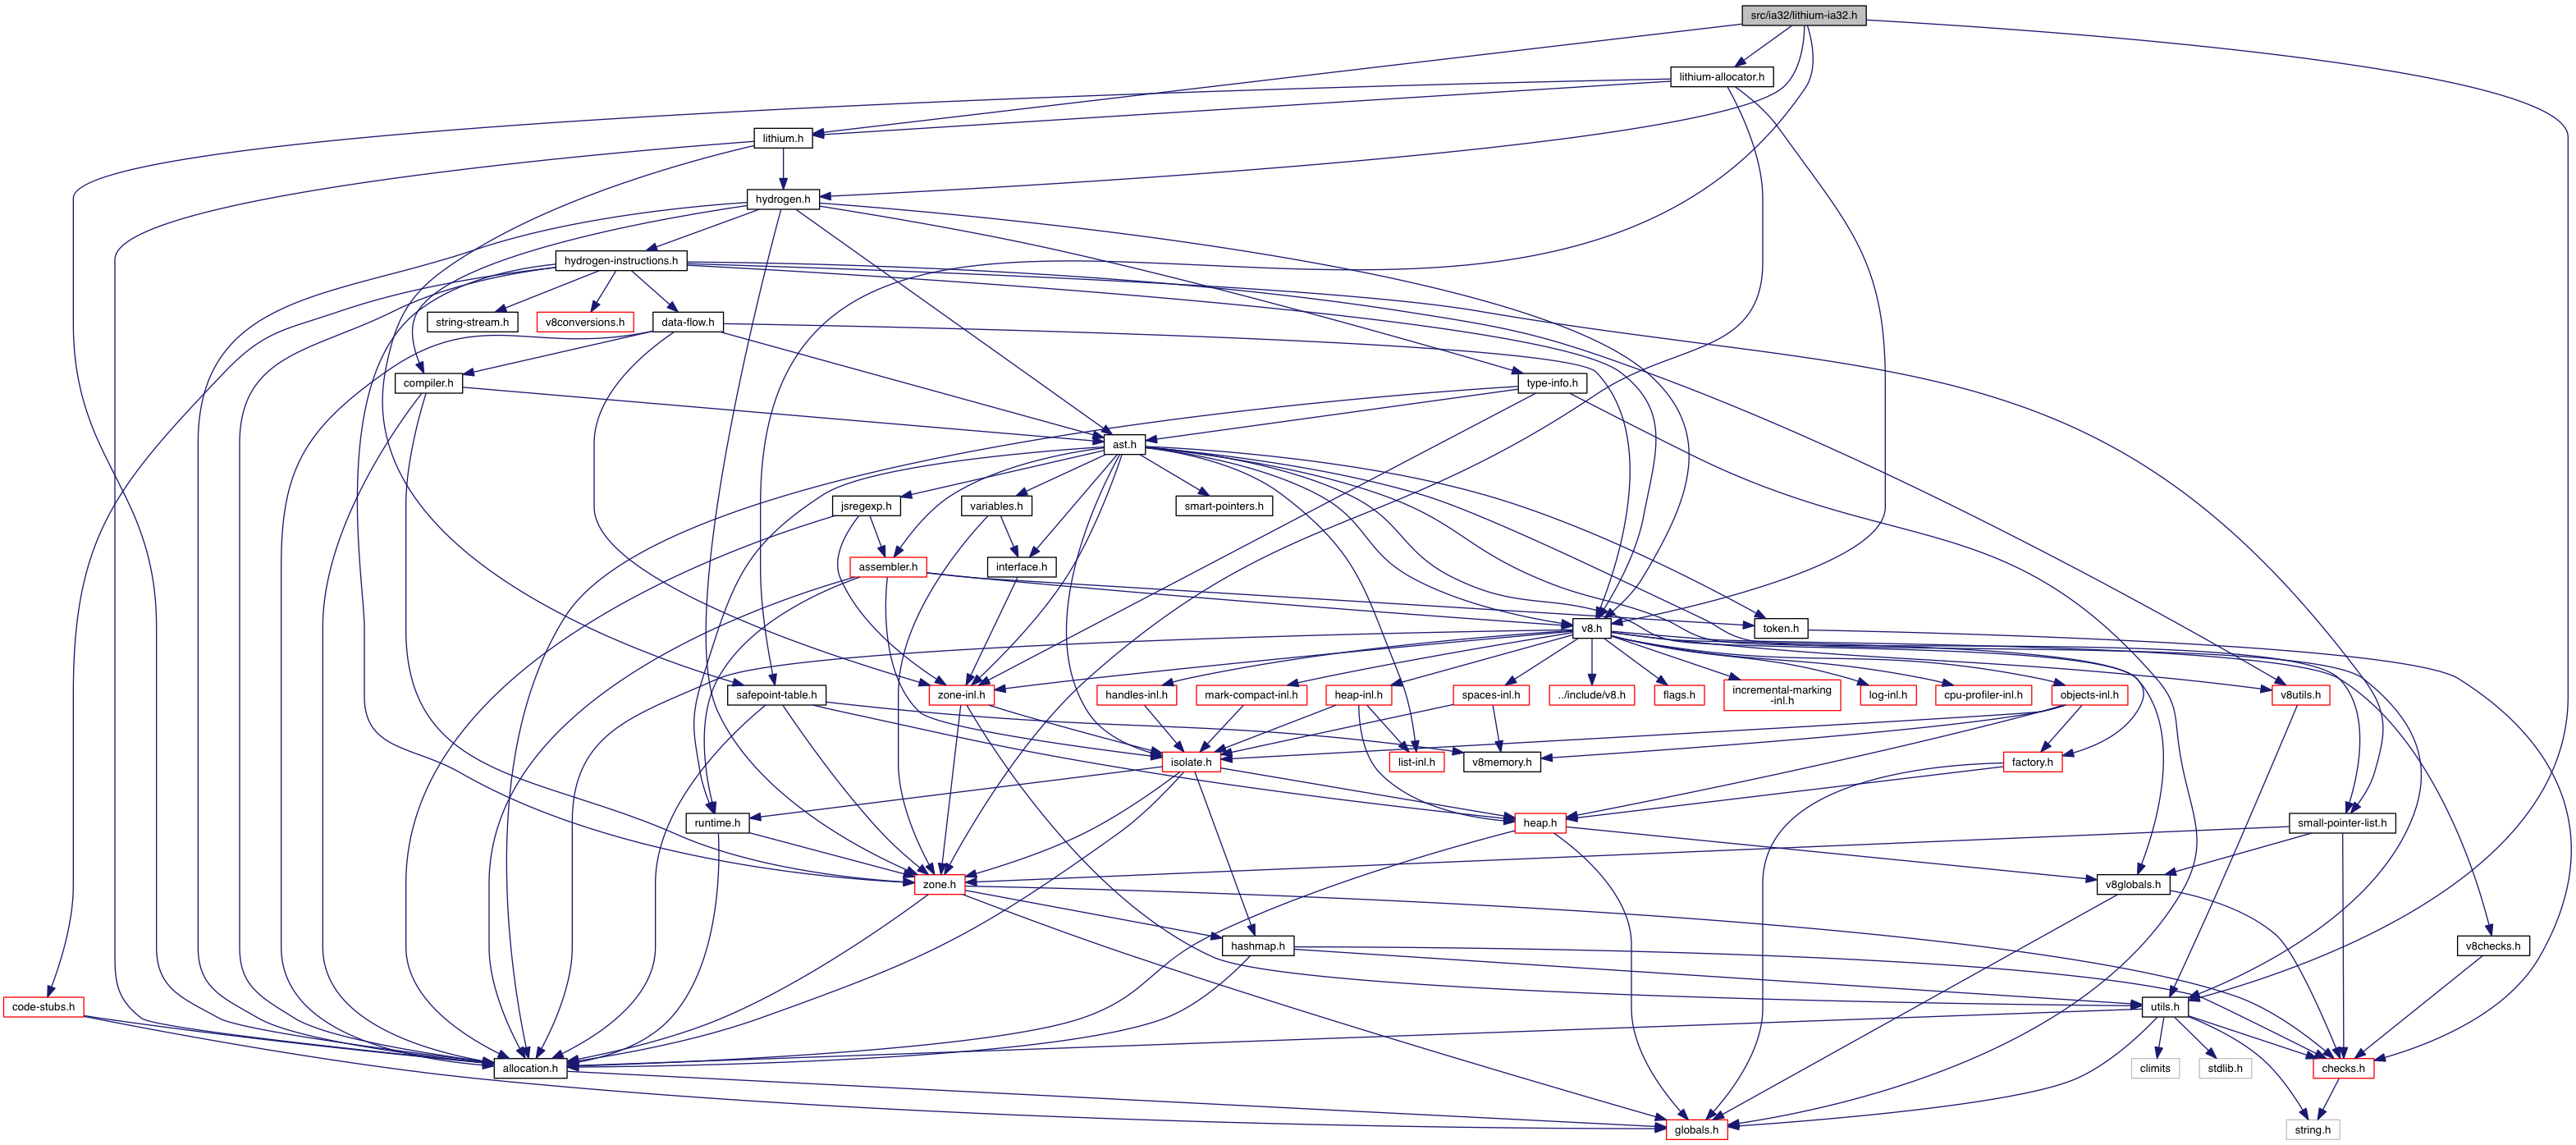 src/ia32/lithium-ia32.h
lithium-allocator.h
lithium.h
hydrogen.h
hydrogen-instructions.h
string-stream.h
v8conversions.h
data-flow.h
compiler.h
type-info.h
ast.h
jsregexp.h
variables.h
smart-pointers.h
assembler.h
interface.h
v8.h
token.h
safepoint-table.h
zone-inl.h
handles-inl.h
mark-compact-inl.h
heap-inl.h
spaces-inl.h
../include/v8.h
flags.h
incremental-marking
-inl.h
log-inl.h
cpu-profiler-inl.h
objects-inl.h
v8utils.h
isolate.h
list-inl.h
v8memory.h
factory.h
runtime.h
heap.h
small-pointer-list.h
zone.h
v8globals.h
hashmap.h
v8checks.h
code-stubs.h
utils.h
allocation.h
climits
stdlib.h
checks.h
globals.h
string.h